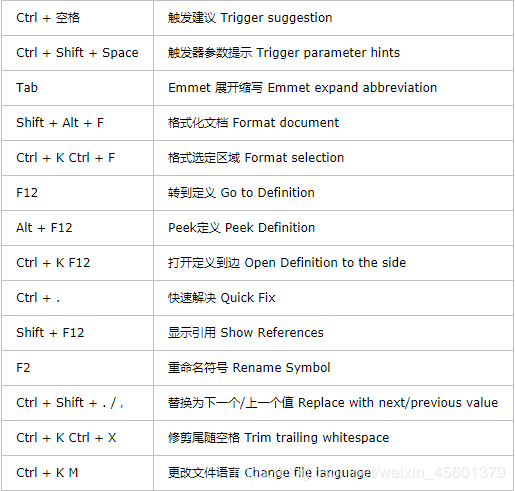 Ctrl + 空格 触发建议 Trigger suggestion
Ctrl + Shift + Space 触发器参数提示 Trigger parameter hints
Tab Emmet 展开缩写 Emmet expand abbreviation
Shift + Alt + F 格式化文档 Format document
Ctrl + K Ctrl + F 格式选定区域 Format selection
F12 转到定义 Go to Definition
Alt + F12 Peek定义 Peek Definition
Ctrl + K F12 打开定义到边 Open Definition to the side
Ctrl + . 快速解决 Quick Fix
Shift + F12 显示引用 Show References
F2 重命名符号 Rename Symbol
Ctrl + Shift + . / , 替换为下一个/上一个值 Replace with next/previous value
Ctrl + K Ctrl + X 修剪尾随空格 Trim trailing whitespace
Ctrl + K M 更改文件语言 Change file language
weixin_45601379